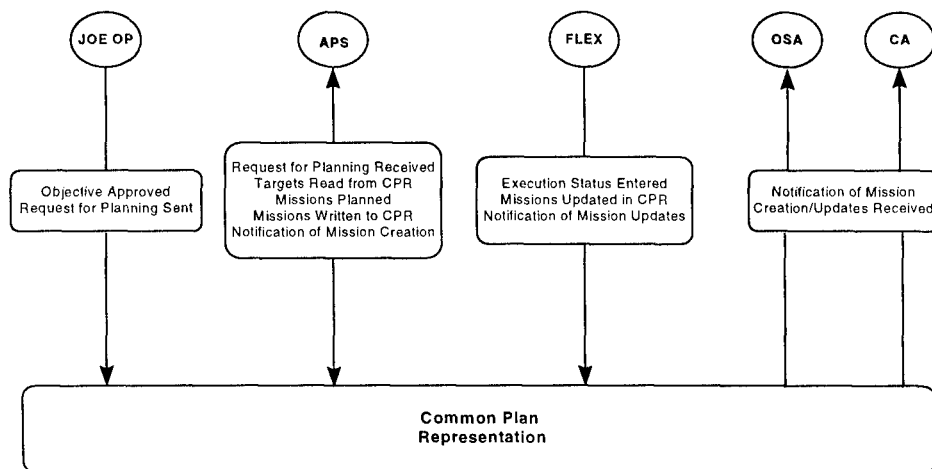 JOE OP
APS
FLEX
OSA
CA
Objective Approved
Request for Planning Sent
Request for Planning Received
Targets Read from CPR
Missions Planned
Missions Written to CPR
Notification of Mission Creation
Execution Status Entered
Missions Updated in CPR
Notification of Mission Updates
Notification of Mission
Creation/Updates Received
Common Plan
Representation